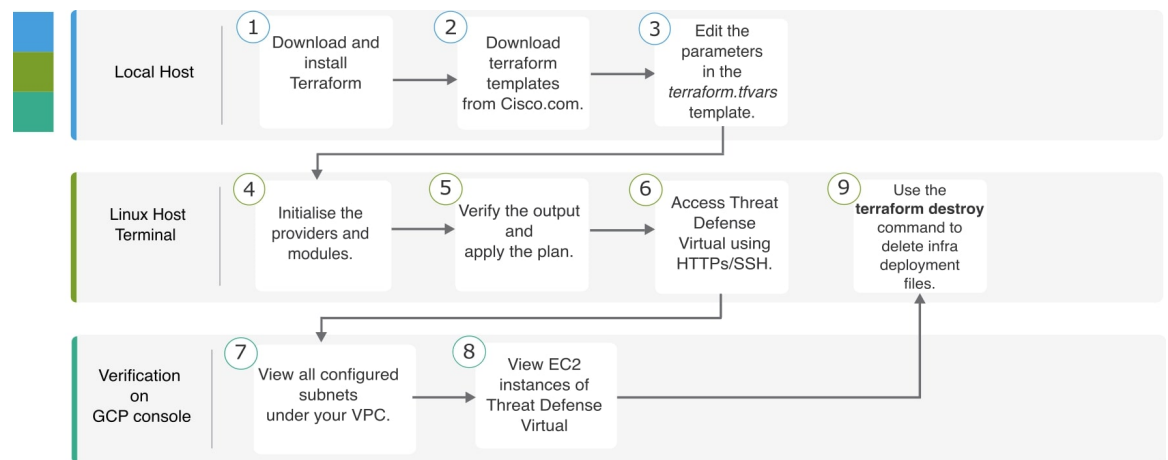 Local Host
1
Download and
install
Terraform
2
Download
terraform
templates
from Cisco.com.
3
Edit the
parameters
in the
terraform.tfvars
template.
Linux Host
Terminal
4
Initialise the
providers and
modules.
5
Verify the output
and
apply the plan.
6
Access Threat
Defense
Virtual using
HTTPs/SSH.
9
Use the
terraform destroy
command to
delete infra
deployment
files.
Verification
on
GCP console
7
View all configured
subnets
under your VPC.
8
View EC2
instances of
Threat Defense
Virtual